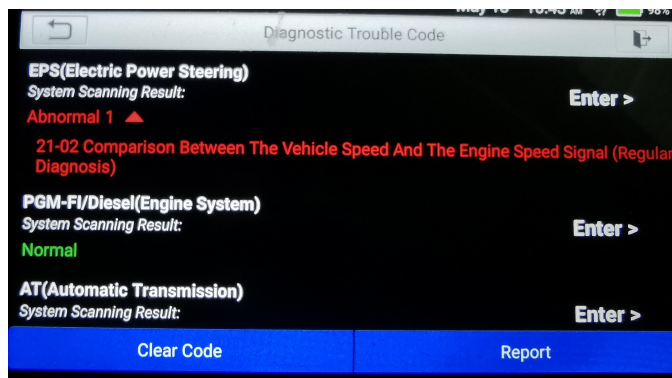 Diagnostic Trouble Code
EPS(Electric Power Steering)
System Scanning Result:
Enter >
Abnormal 1
21-02 Comparison Between The Vehicle Speed And The Engine Speed Signal (Regular
Diagnosis)
PGM-FI/Diesel(Engine System)
System Scanning Result:
Enter >
Normal
AT(Automatic Transmission)
System Scanning Result:
Enter >
Clear Code
Report